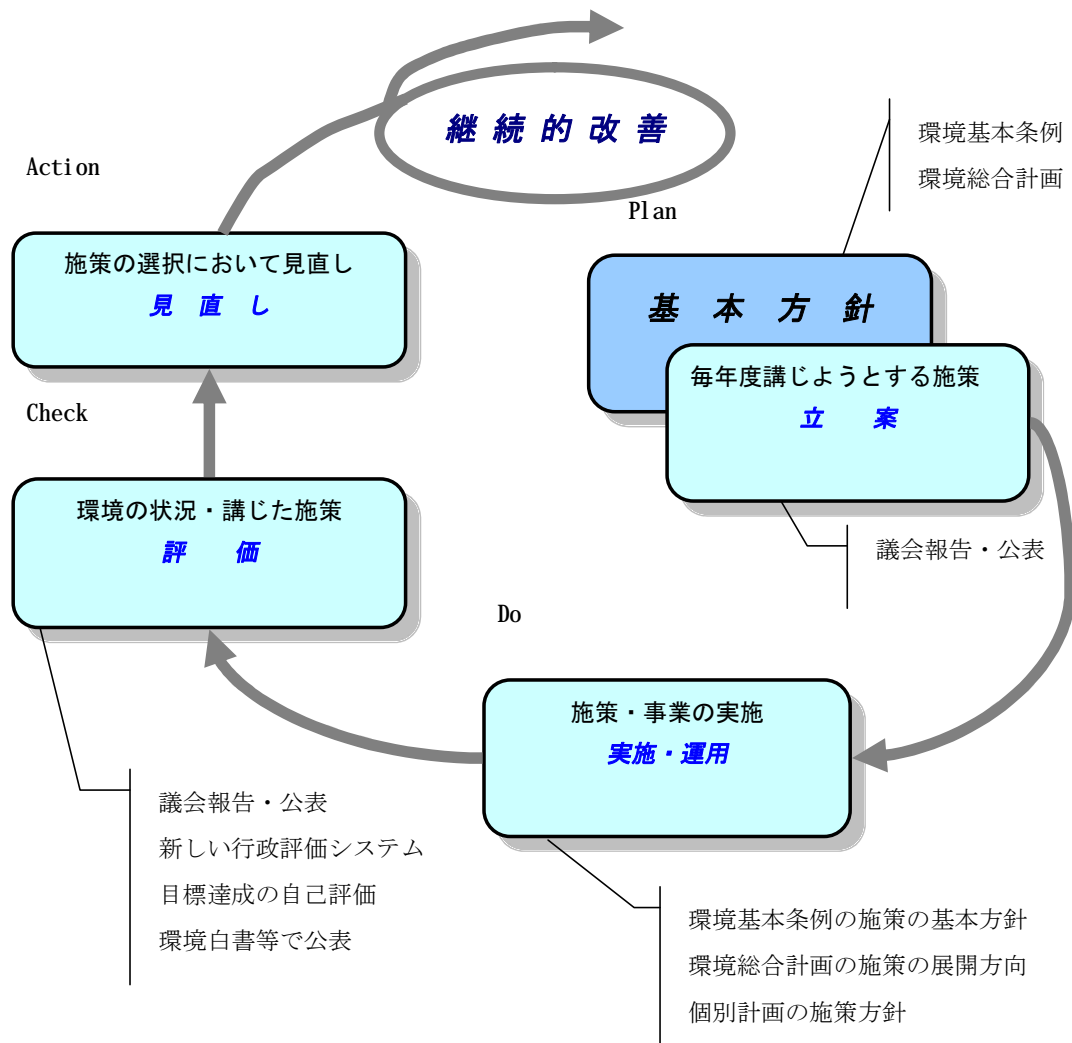 継続的改善
環境基本条例
環境総合計画
Action
Plan
施策の選択において見直し
見直し
基本方針
毎年度講じようとする施策
立案
Check
環境の状況・講じた施策
評価
議会報告・公表
Do
施策・事業の実施
実施・運用
議会報告・公表
新しい行政評価システム
目標達成の自己評価
環境白書等で公表
環境基本条例の施策の基本方針
環境総合計画の施策の展開方向
個別計画の施策方針